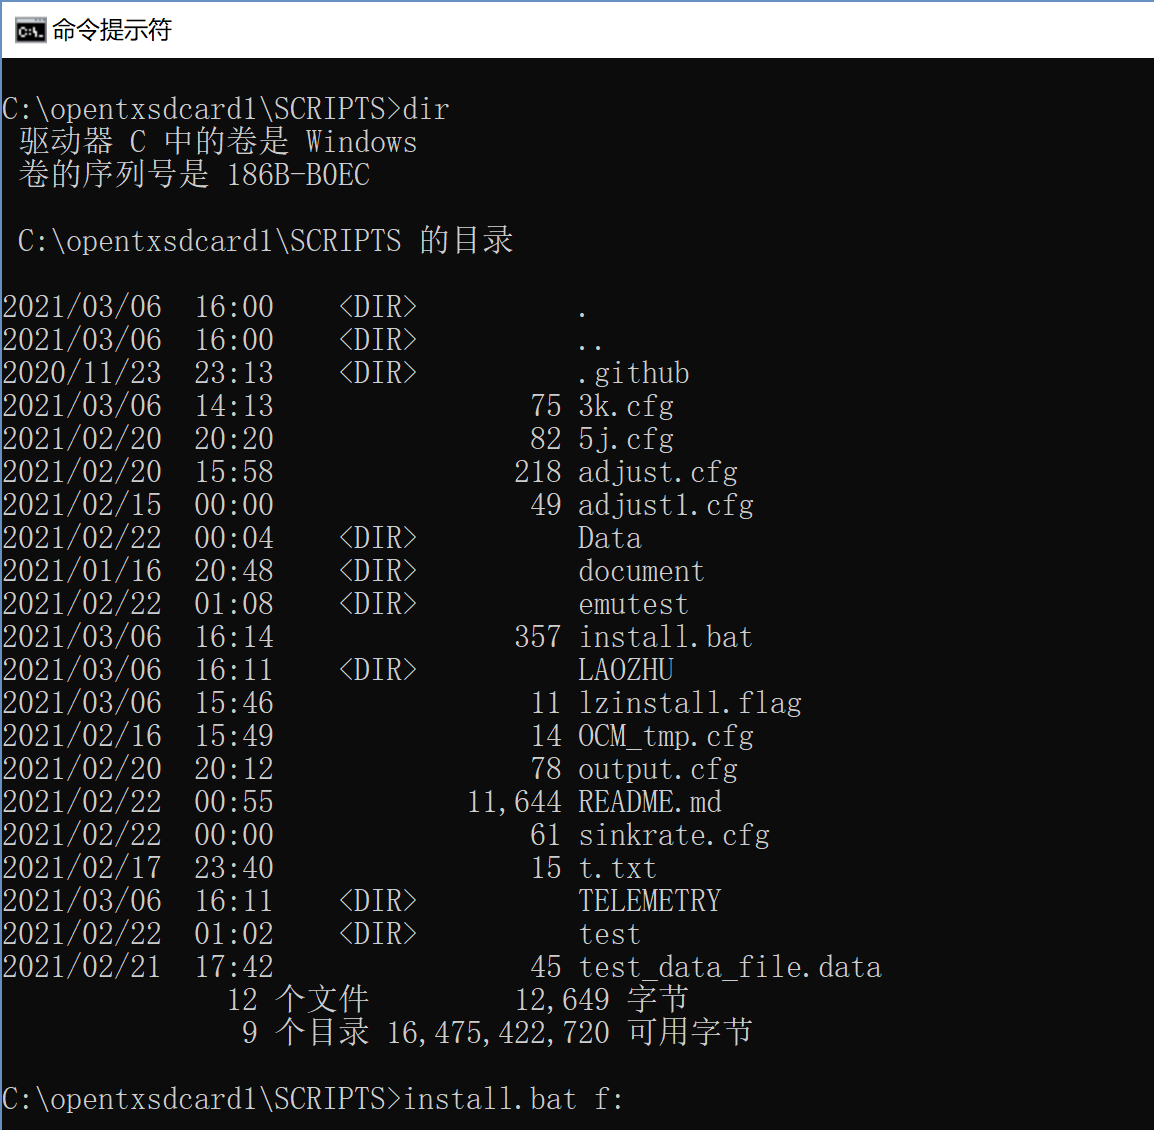 命令提示符
C:\opentxsdcard1\SCRIPTS>dir
驱动器 C 中的卷是 Windows
卷的序列号是 186B-B0EC
C:\opentxsdcard1\SCRIPTS 的目录
2021/03/06  16:00    <DIR>          .
2021/03/06  16:00    <DIR>          ..
2020/11/23  23:13    <DIR>          .github
2021/03/06  14:13                75 3k.cfg
2021/02/20  20:20                82 5j.cfg
2021/02/20  15:58               218 adjust.cfg
2021/02/15  00:00                49 adjust1.cfg
2021/02/22  00:04    <DIR>          Data
2021/01/16  20:48    <DIR>          document
2021/02/22  01:08    <DIR>          emutest
2021/03/06  16:14               357 install.bat
2021/03/06  16:11    <DIR>          LAOZHU
2021/03/06  15:46                11 lzinstall.flag
2021/02/16  15:49                14 OCM_tmp.cfg
2021/02/20  20:12                78 output.cfg
2021/02/22  00:55            11,644 README.md
2021/02/22  00:00                61 sinkrate.cfg
2021/02/17  23:40                15 t.txt
2021/03/06  16:11    <DIR>          TELEMETRY
2021/02/22  01:02    <DIR>          test
2021/02/21  17:42                45 test_data_file.data
12 个文件         12,649 字节
9 个目录 16,475,422,720 可用字节
C:\opentxsdcard1\SCRIPTS>install.bat f: